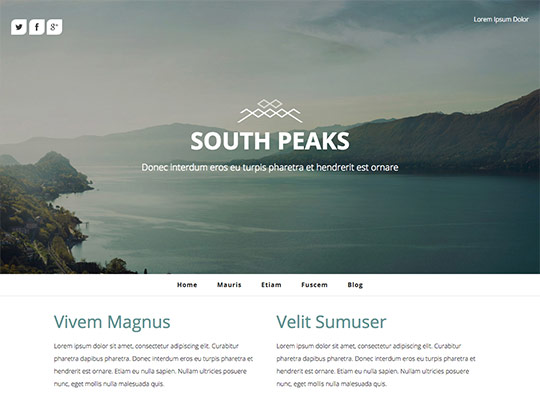 Lorem Ipsum Dolor
SOUTH PEAKS
Donec interdum eros eu turpis pharetra et hendrerit est ornare
Home Mauris Etiam Fuscem Blog
Vivem Magnus
Lorem ipsum dolor sit amet, consectetur adipiscing elit. Curabitur
pharetra dapibus pharetra. Donec interdum eros eu turpis pharetra et
hendrerit est ornare. Etiam eu nulla sapien. Nullam ultricies posuere
nunc, eget mollis nulla malesuada quis.
Velit Sumuser
Lorem ipsum dolor sit amet, consectetur adipiscing elit. Curabitur
pharetra dapibus pharetra. Donec interdum eros eu turpis pharetra et
hendrerit est ornare. Etiam eu nulla sapien. Nullam ultricies posuere
nunc, eget mollis nulla malesuada quis.